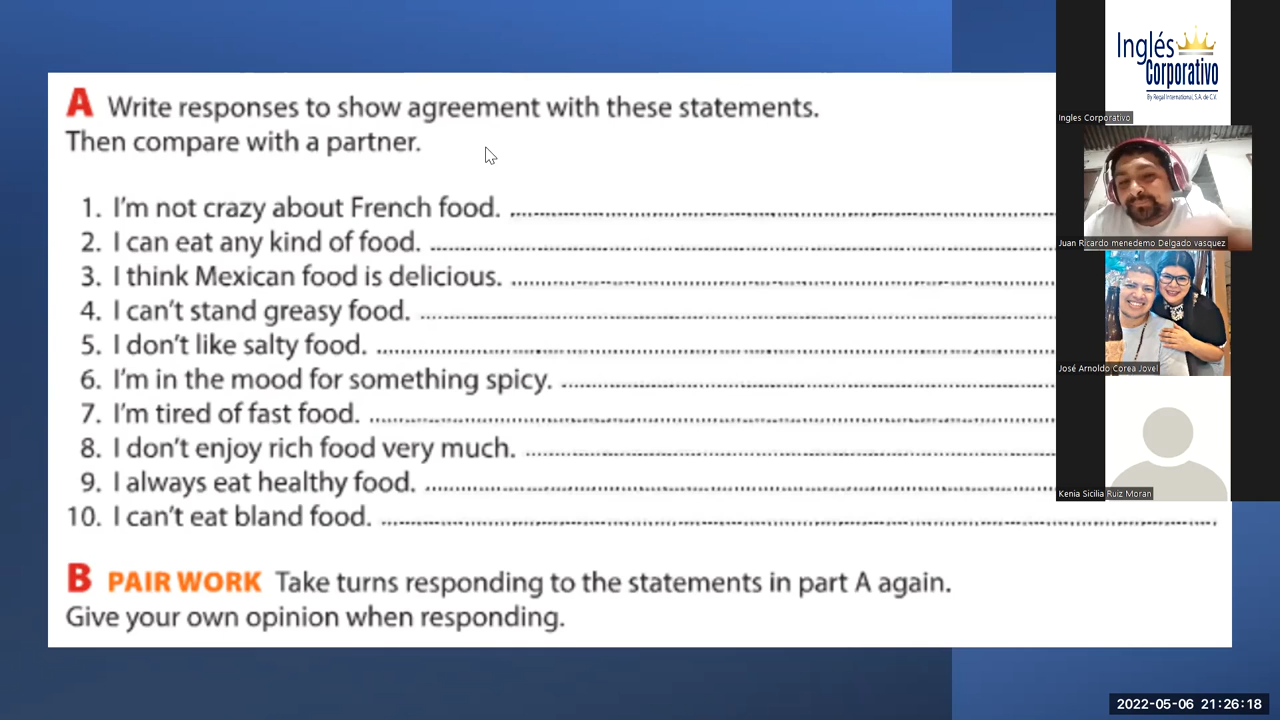 A Write responses to show agreement with these statements.
Then compare with a partner.
1. I'm not crazy about French food.
2. I can eat any kind of food.
3. I think Mexican food is delicious.
4. I can't stand greasy food.
5. I don't like salty food.
6. I'm in the mood for something spicy.
7. I'm tired of fast food.
8. I don't enjoy rich food very much.
9. I always eat healthy food.
10. I can't eat bland food.
B PAIR WORK Take turns responding to the statements in part A again.
Give your own opinion when responding.
Inglés
Corporativo
By Regal International, S.A. de C.V.
Ingles Corporativo
Juan Ricardo menedemo Delgado vasquez
José Arnoldo Corea Jovel
Kenia Sicilia Ruiz Moran
2022-05-06 21:26:18